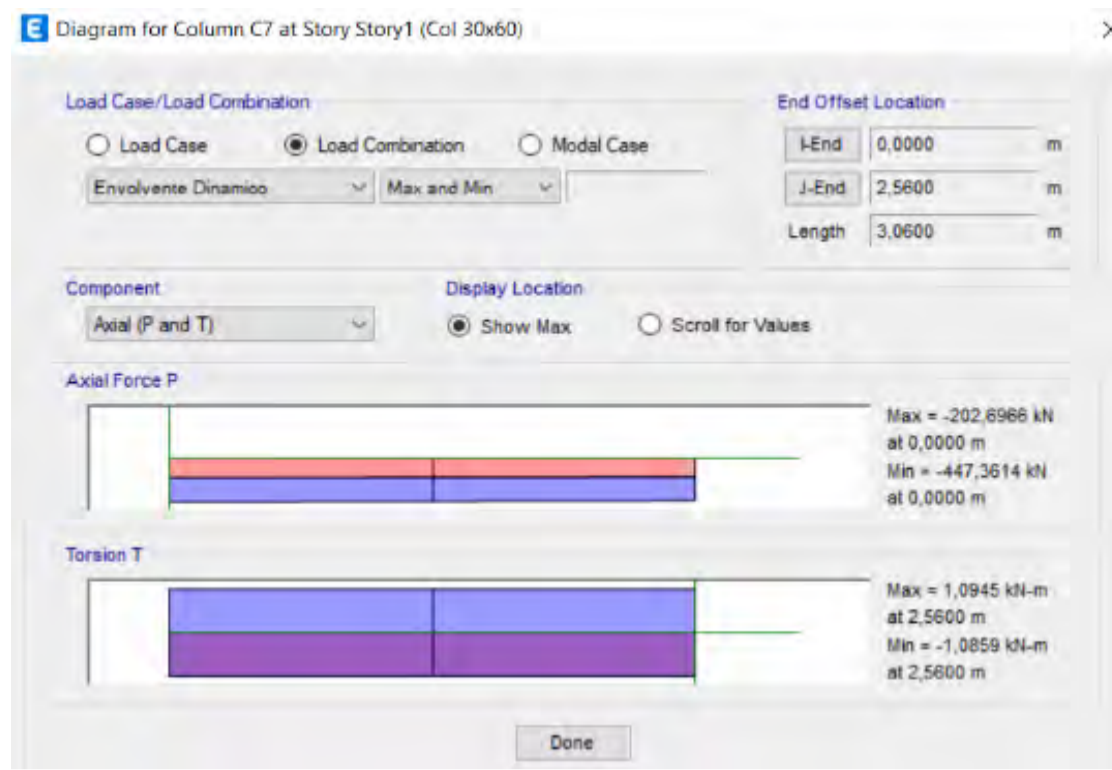 E Diagram for Column C7 at Story Story1 (Col 30x60)
Load Case/Load Combination
Load Case Load Combination Modal Case
Envolvente Dinamico Max and Min
End Offset Location
I-End 0,0000 m
J-End 2,5600 m
Length 3,0600 m
Component
Axial (P and T)
Display Location
Show Max Scroll for Values
Axial Force P
Max = -202,6966 kN
at 0,0000 m
Min = -447,3614 kN
at 0,0000 m
Torsion T
Max = 1,0945 kN-m
at 2,5600 m
Min = -1,0859 kN-m
at 2,5600 m
Done